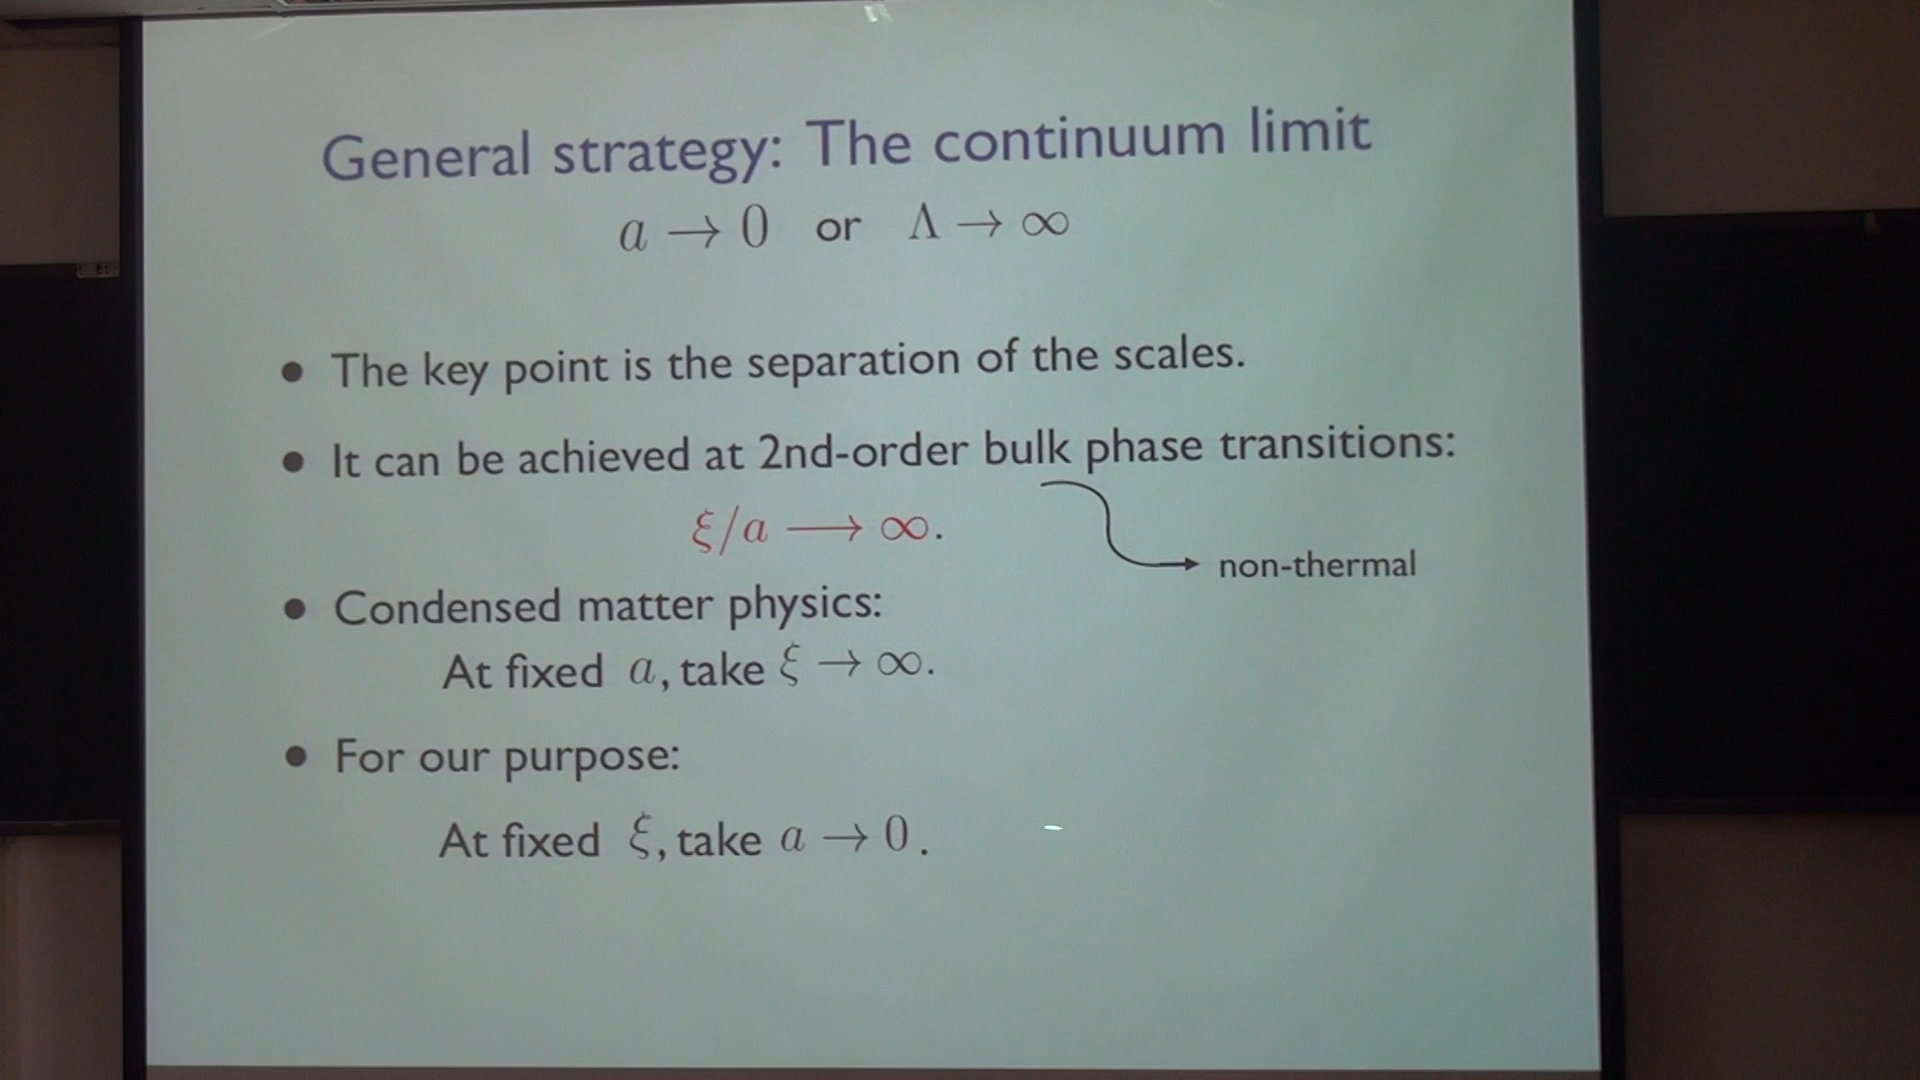 General strategy: The continuum limit
a → 0 or Λ → ∞
• The key point is the separation of the scales.
• It can be achieved at 2nd-order bulk phase transitions:
ξ/a ⟶ ∞.
non-thermal
• Condensed matter physics:
At fixed a, take ξ → ∞.
• For our purpose:
At fixed ξ, take a → 0.